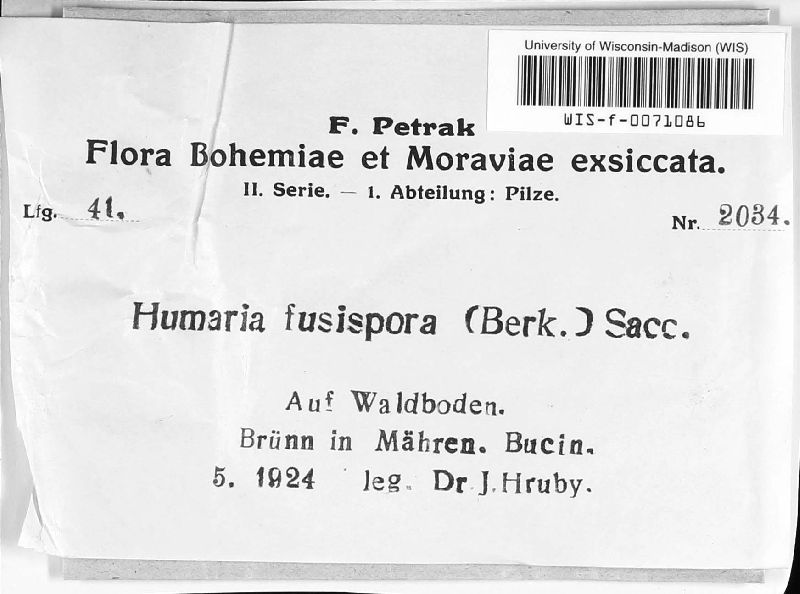 University of Wisconsin-Madison (WIS)
WIS-f-0071086
F. Petrak
Flora Bohemiae et Moraviae exsiccata.
II. Serie. — 1. Abteilung: Pilze.
Lfg. 41.
Nr. 2034.
Humaria fusispora (Berk.) Sacc.
Auf Waldboden.
Brünn in Mähren. Bucin.
5. 1924 leg. Dr. J. Hruby.